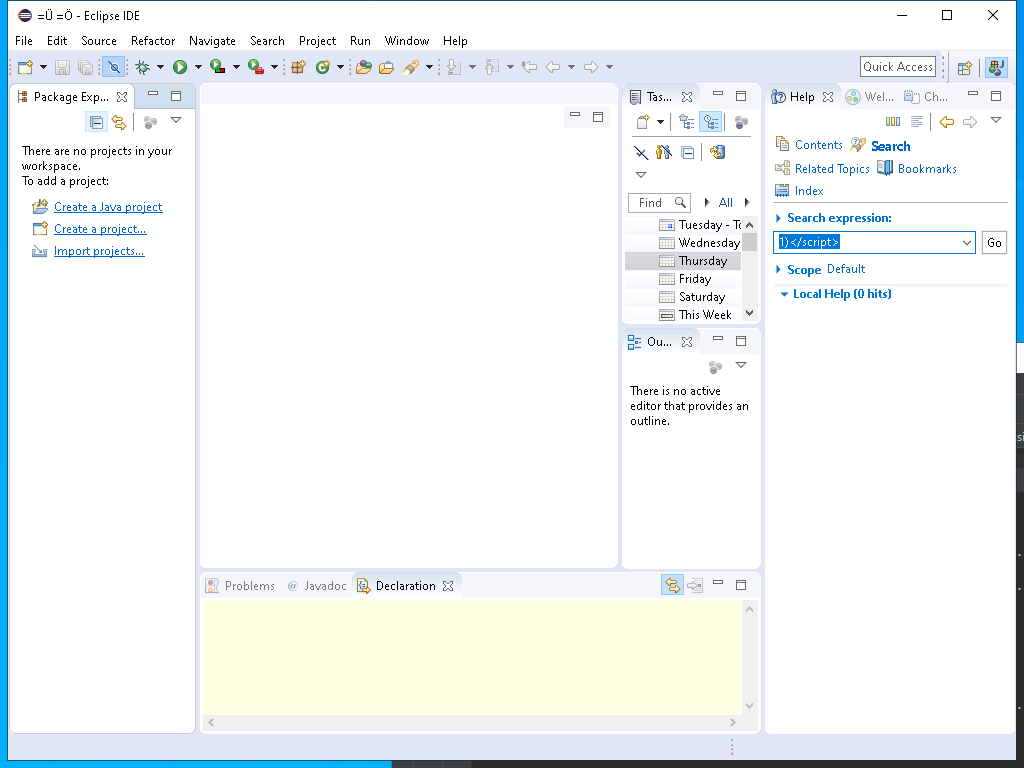 =Ü =Ö - Eclipse IDE
File Edit Source Refactor Navigate Search Project Run Window Help
Quick Access
Package Exp...
There are no projects in your
workspace.
To add a project:
Create a Java project
Create a project...
Import projects...
Tas...
Find
All
Tuesday - To
Wednesday
Thursday
Friday
Saturday
This Week
Ou...
There is no active
editor that provides an
outline.
Problems
@ Javadoc
Declaration
Help
Wel...
Ch...
Contents
Search
Related Topics
Bookmarks
Index
Search expression:
1)</script>
Go
Scope Default
Local Help (0 hits)